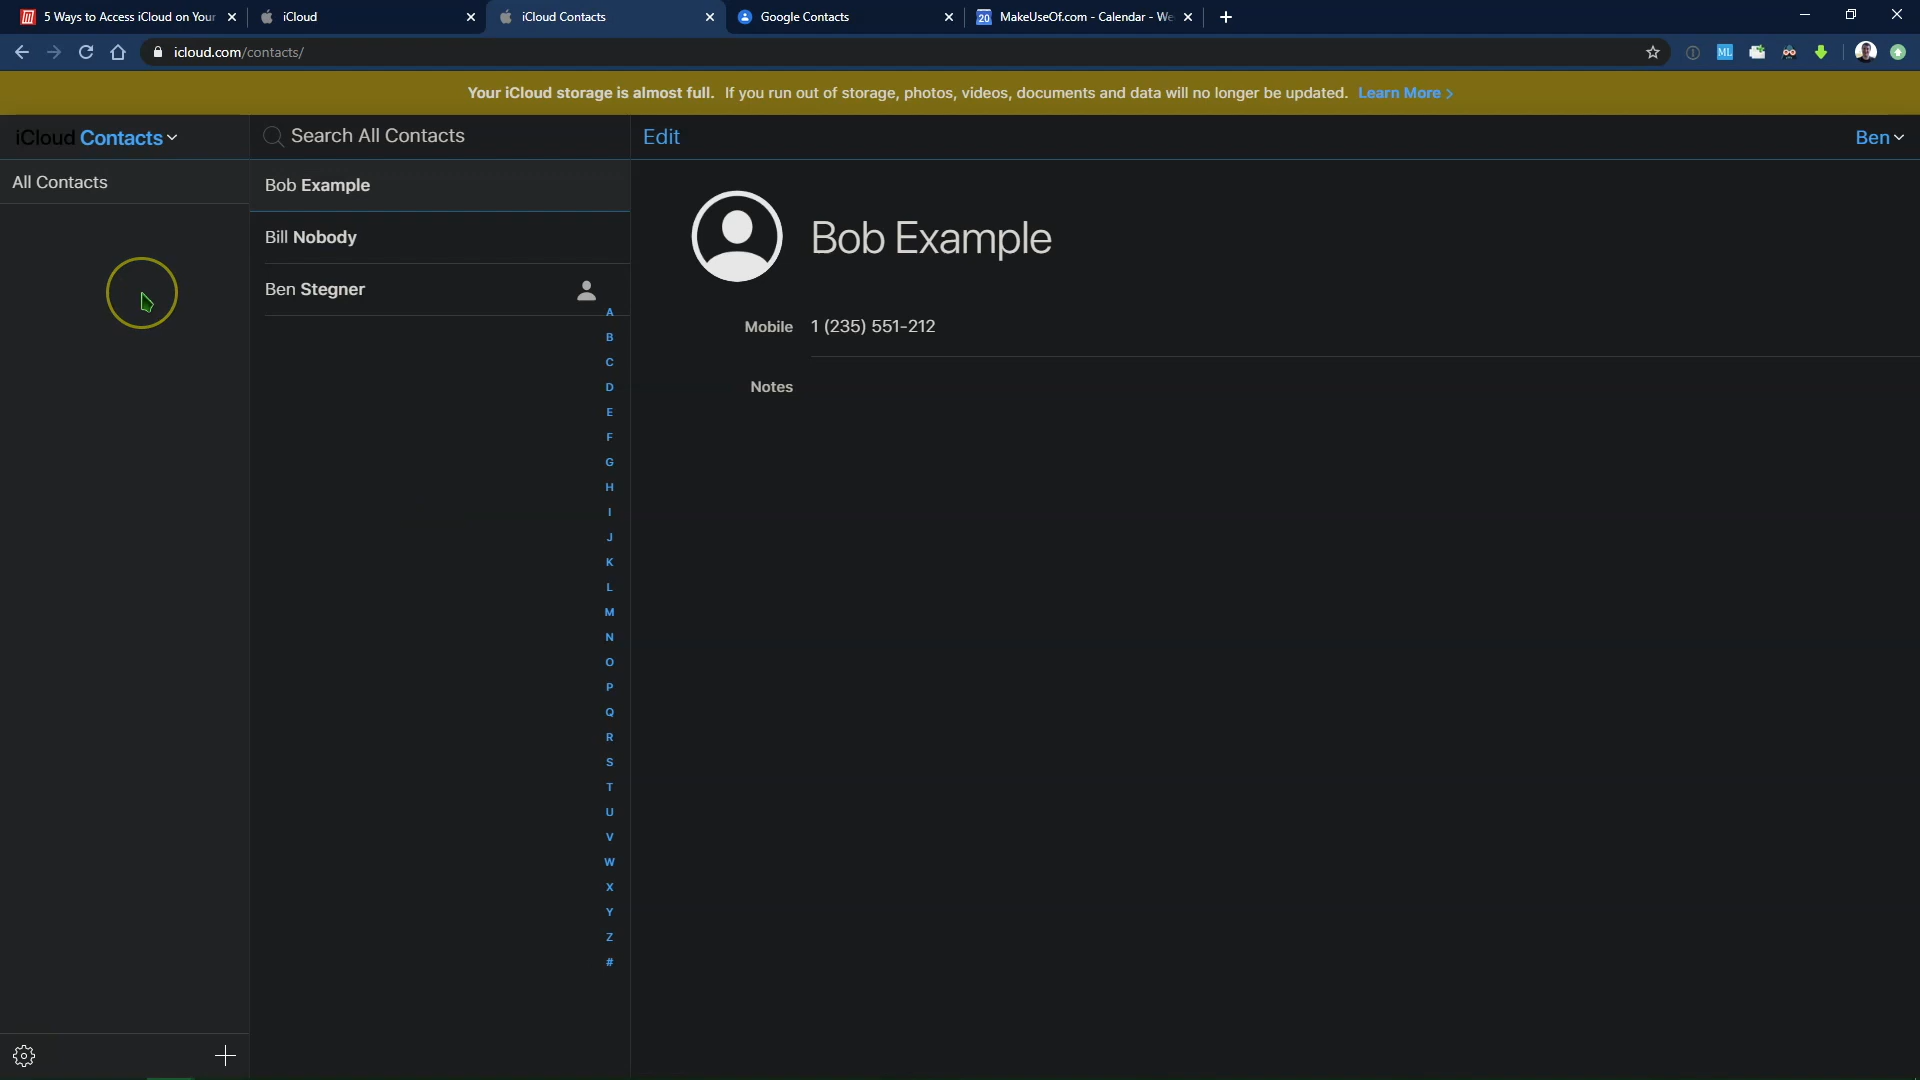 5 Ways to Access iCloud on Your
iCloud
iCloud Contacts
Google Contacts
20
MakeUseOf.com - Calendar - We
icloud.com/contacts/
ML
Your iCloud storage is almost full. If you run out of storage, photos, videos, documents and data will no longer be updated. Learn More >
iCloud Contacts
Search All Contacts
Edit
Ben
All Contacts
Bob Example
Bill Nobody
Ben Stegner
A
B
C
D
E
F
G
H
I
J
K
L
M
N
O
P
Q
R
S
T
U
V
W
X
Y
Z
#
Bob Example
Mobile 1 (235) 551-212
Notes